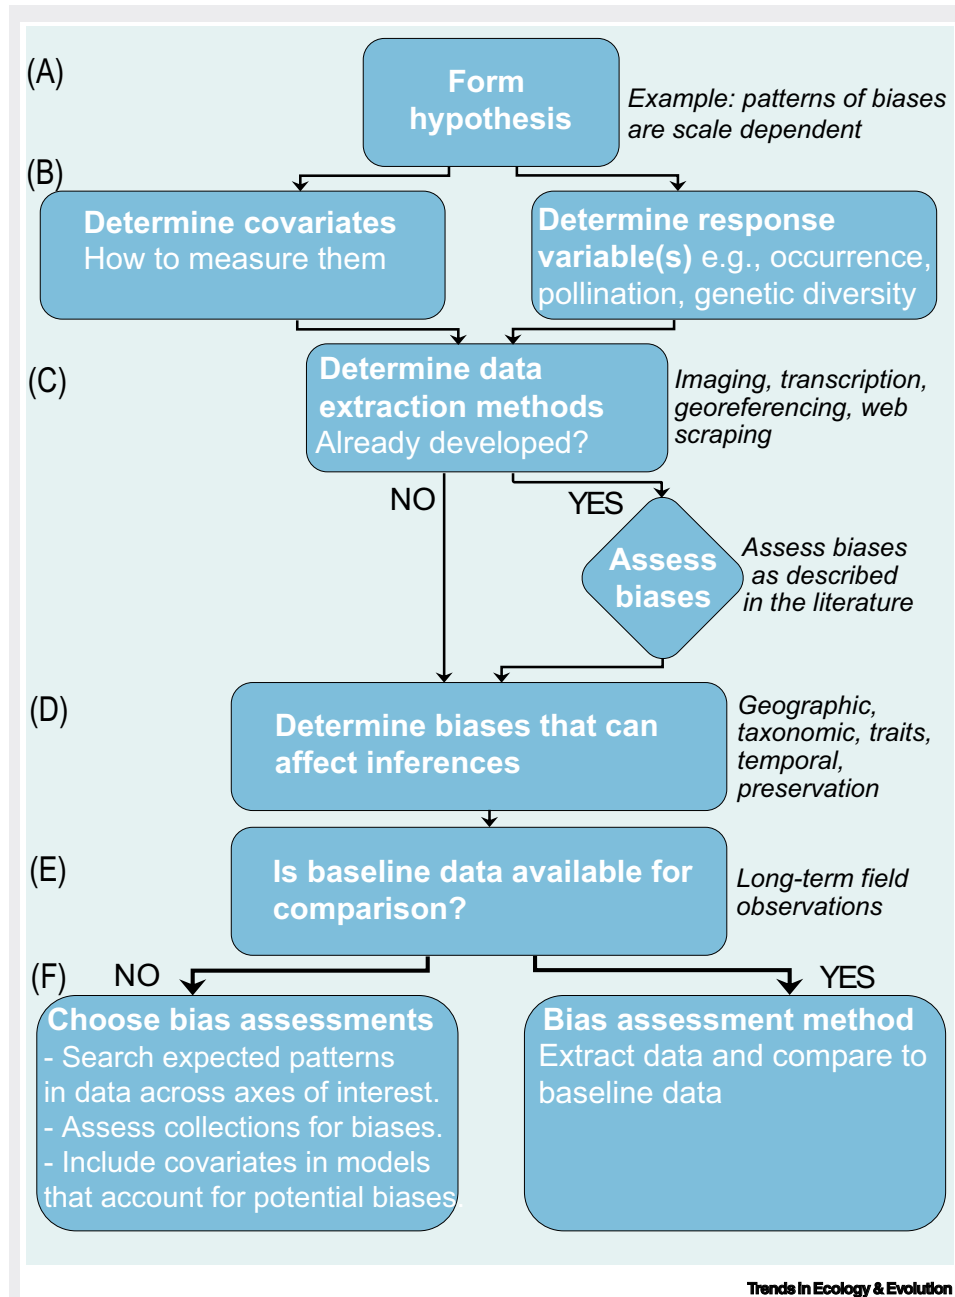 (A)
Form
hypothesis
Example: patterns of biases
are scale dependent
(B)
Determine covariates
How to measure them
Determine response
variable(s) e.g., occurrence,
pollination, genetic diversity
(C)
Determine data
extraction methods
Already developed?
Imaging, transcription,
georeferencing, web
scraping
NO
YES
Assess
biases
Assess biases
as described
in the literature
(D)
Determine biases that can
affect inferences
Geographic,
taxonomic, traits,
temporal,
preservation
(E)
Is baseline data available for
comparison?
Long-term field
observations
(F)
NO
YES
Choose bias assessments
- Search expected patterns
in data across axes of interest.
- Assess collections for biases.
- Include covariates in models
that account for potential biases.
Bias assessment method
Extract data and compare to
baseline data
Trends in Ecology & Evolution